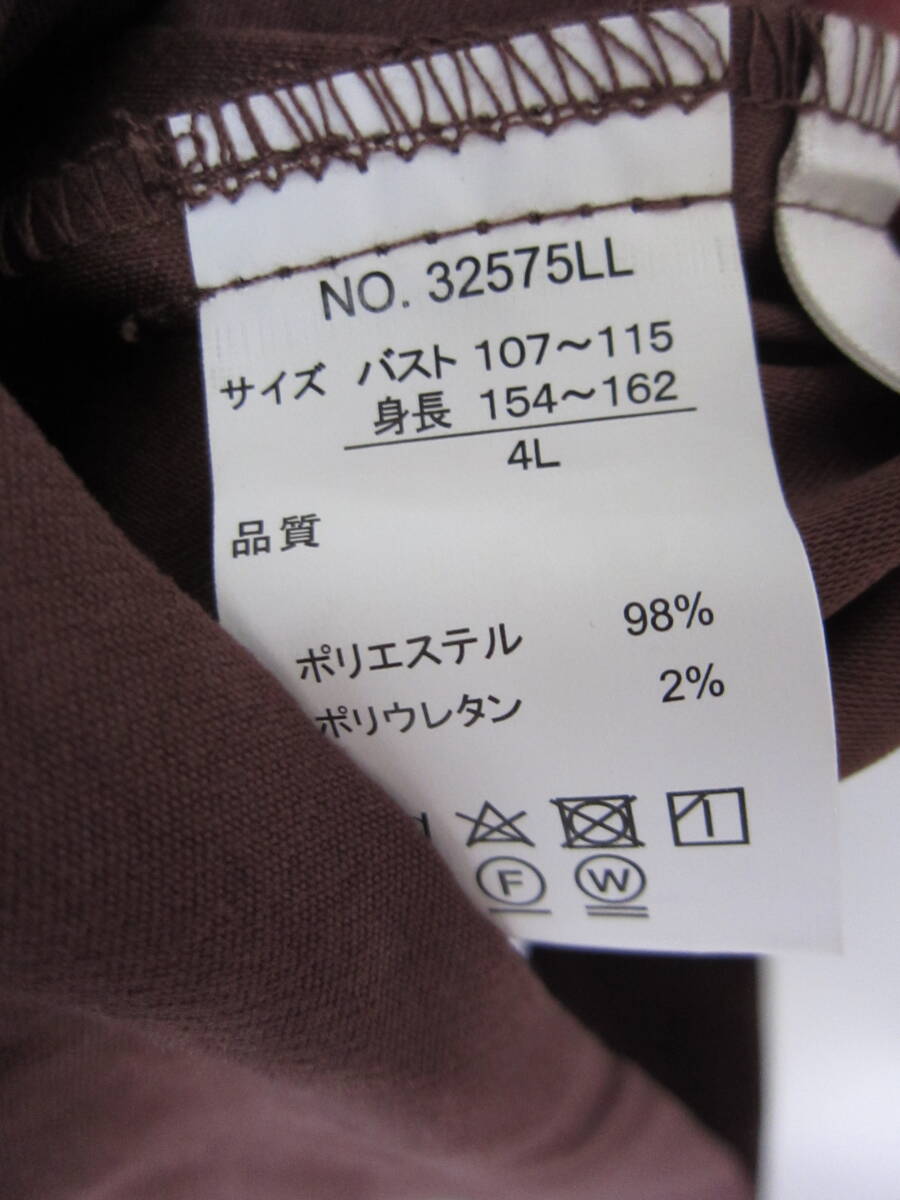 NO. 32575LL
サイズ バスト 107～115
身長 154～162
4L
品質
ポリエステル 98%
ポリウレタン 2%
F W